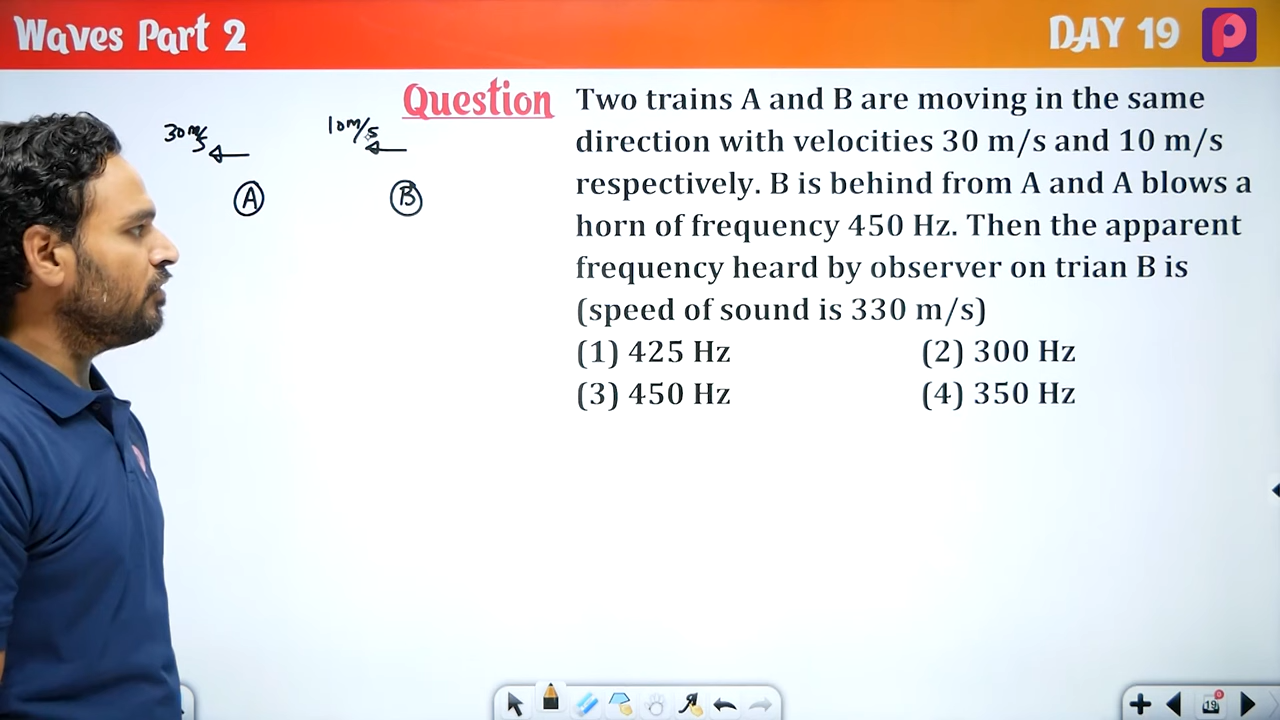 Waves Part 2
DAY 19
Question
Two trains A and B are moving in the same
direction with velocities 30 m/s and 10 m/s
respectively. B is behind from A and A blows a
horn of frequency 450 Hz. Then the apparent
frequency heard by observer on trian B is
(speed of sound is 330 m/s)
(1) 425 Hz
(2) 300 Hz
(3) 450 Hz
(4) 350 Hz
30 m/s
10 m/s
A
B
19